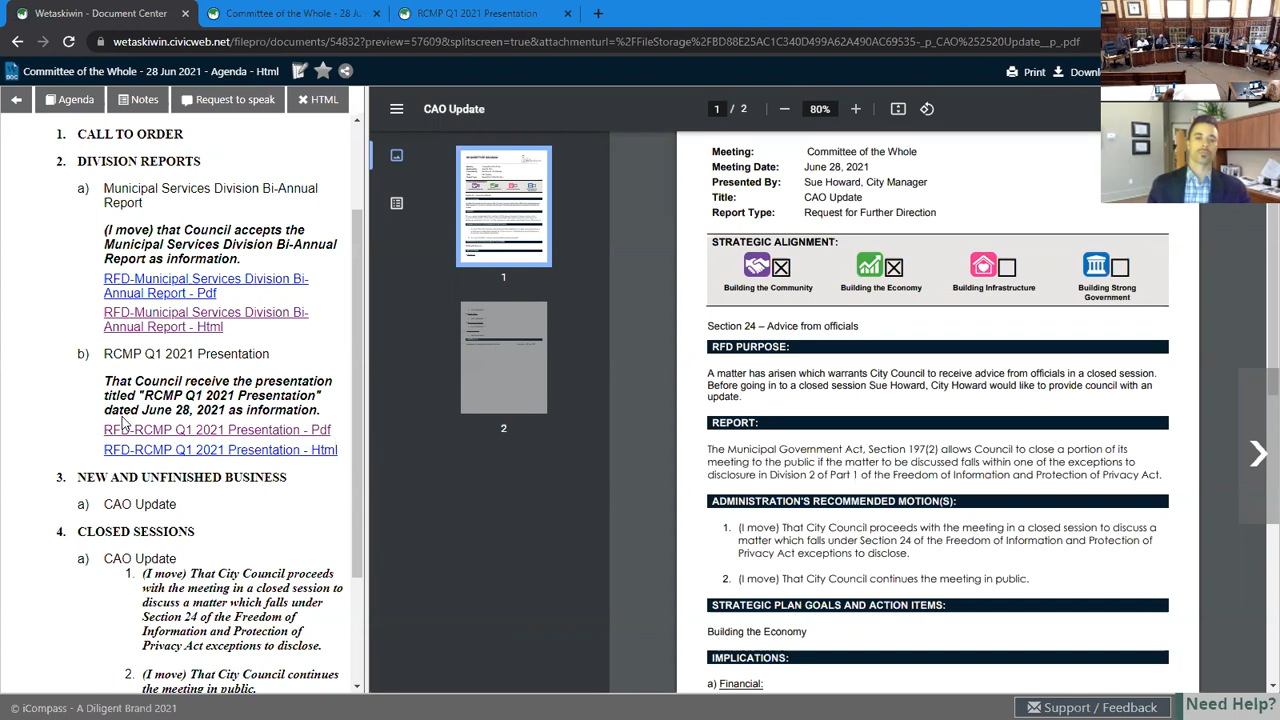 Wetaskiwin - Document Center
Committee of the Whole - 28 Ju
RCMP Q1 2021 Presentation
Committee of the Whole - 28 Jun 2021 - Agenda - Html
Print
Downl
Agenda
Notes
Request to speak
HTML
1. CALL TO ORDER
2. DIVISION REPORTS
a) Municipal Services Division Bi-Annual
Report
(I move) that Council accepts the
Municipal Services Division Bi-Annual
Report as information.
RFD-Municipal Services Division Bi-
Annual Report - Pdf
RFD-Municipal Services Division Bi-
Annual Report - Html
b) RCMP Q1 2021 Presentation
That Council receive the presentation
titled "RCMP Q1 2021 Presentation"
dated June 28, 2021 as information.
RFD-RCMP Q1 2021 Presentation - Pdf
RFD-RCMP Q1 2021 Presentation - Html
3. NEW AND UNFINISHED BUSINESS
a) CAO Update
4. CLOSED SESSIONS
a) CAO Update
1. (I move) That City Council proceeds
with the meeting in a closed session to
discuss a matter which falls under
Section 24 of the Freedom of
Information and Protection of
Privacy Act exceptions to disclose.
2. (I move) That City Council continues
the meeting in public.
CAO Update
1 / 2
80%
1
2
Meeting: Committee of the Whole
Meeting Date: June 28, 2021
Presented By: Sue Howard, City Manager
Title: CAO Update
Report Type: Request for Further Direction
STRATEGIC ALIGNMENT:
Building the Community
Building the Economy
Building Infrastructure
Building Strong
Government
Section 24 – Advice from officials
RFD PURPOSE:
A matter has arisen which warrants City Council to receive advice from officials in a closed session.
Before going in to a closed session Sue Howard, City Howard would like to provide council with an
update.
REPORT:
The Municipal Government Act, Section 197(2) allows Council to close a portion of its
meeting to the public if the matter to be discussed falls within one of the exceptions to
disclosure in Division 2 of Part 1 of the Freedom of Information and Protection of Privacy Act.
ADMINISTRATION'S RECOMMENDED MOTION(S):
1. (I move) That City Council proceeds with the meeting in a closed session to discuss a
matter which falls under Section 24 of the Freedom of Information and Protection of
Privacy Act exceptions to disclose.
2. (I move) That City Council continues the meeting in public.
STRATEGIC PLAN GOALS AND ACTION ITEMS:
Building the Economy
IMPLICATIONS:
a) Financial:
© iCompass - A Diligent Brand 2021
Support / Feedback
Need Help?